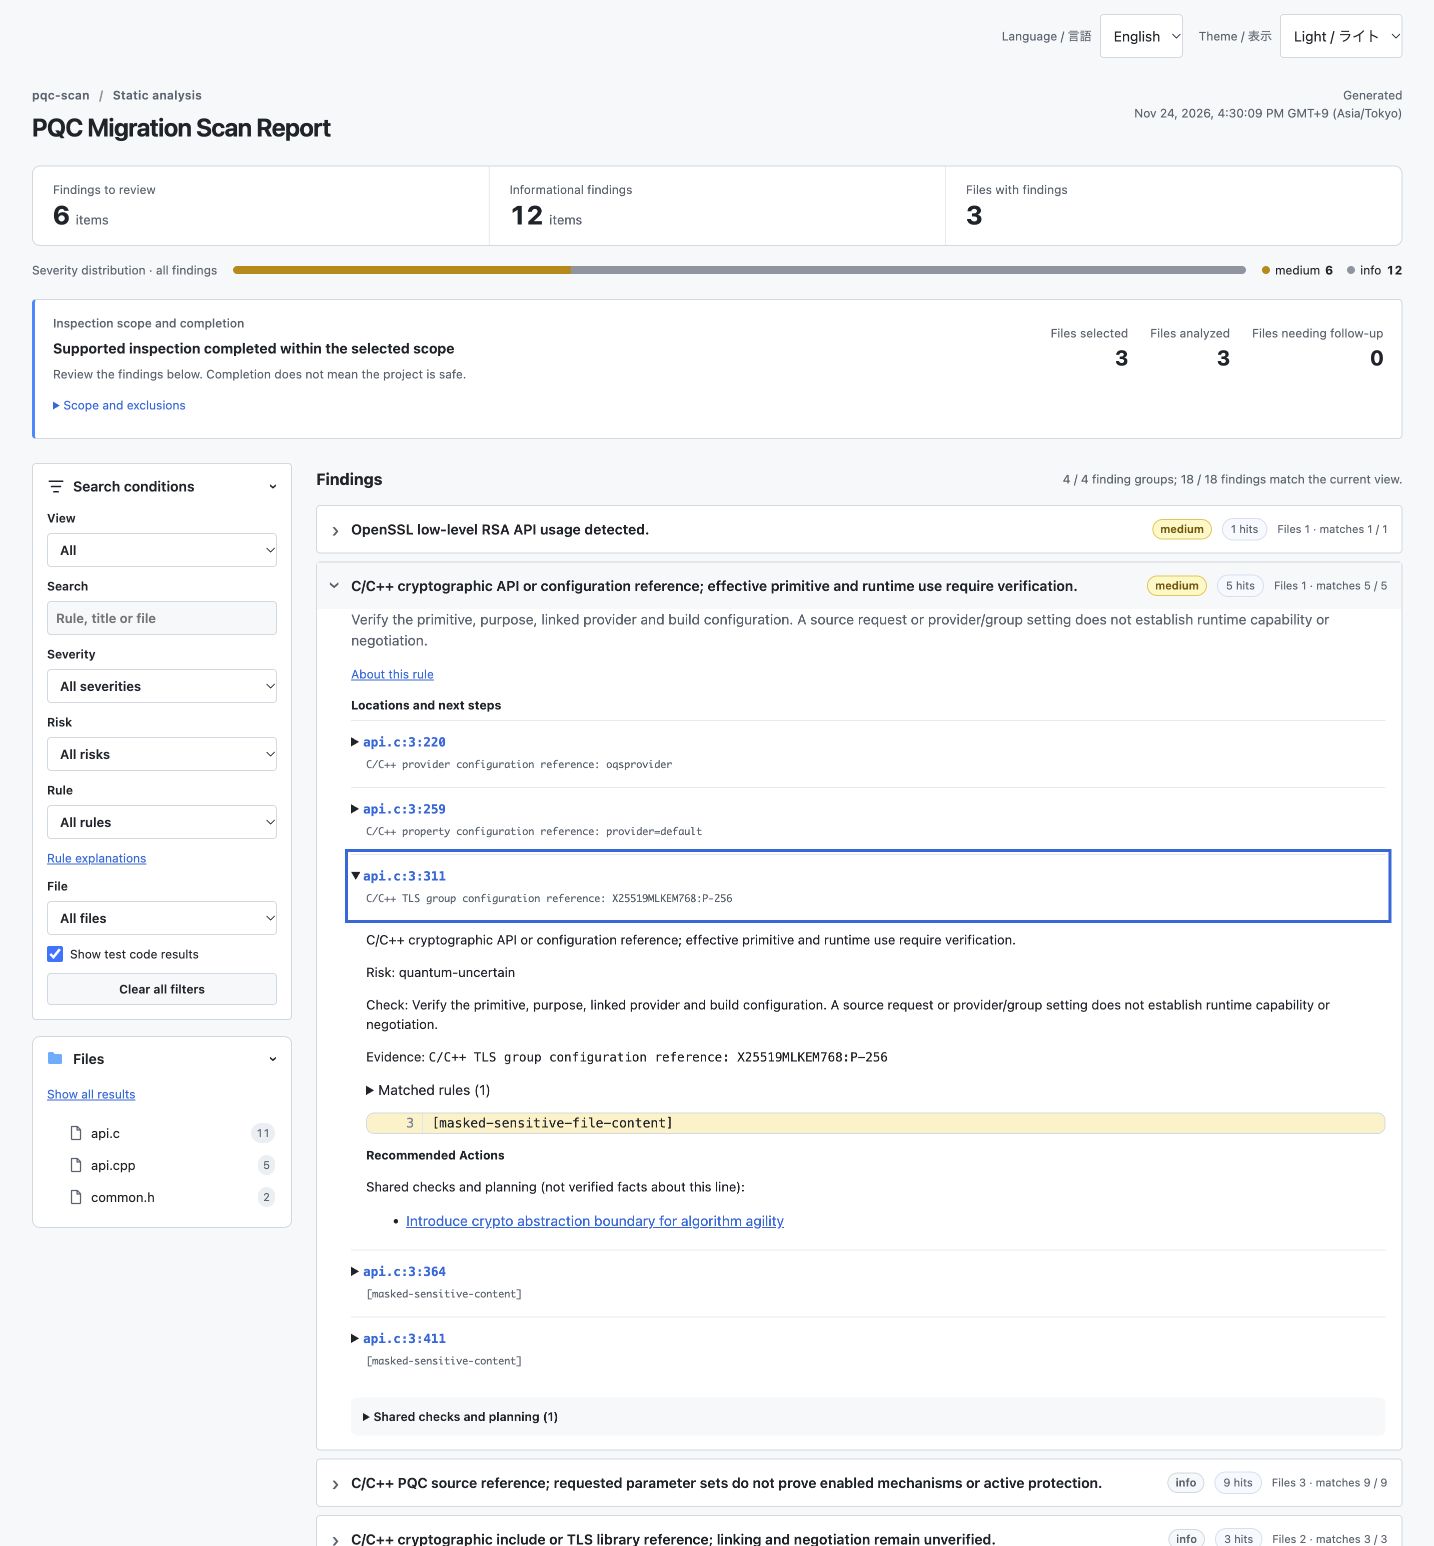 Language / 言語
English
Theme / 表示
Light / ライト
pqc-scan / Static analysis
Generated
PQC Migration Scan Report
Nov 24, 2026, 4:30:09 PM GMT+9 (Asia/Tokyo)
Findings to review
6 items
Informational findings
12 items
Files with findings
3
Severity distribution · all findings
medium 6
info 12
Inspection scope and completion
Supported inspection completed within the selected scope
Review the findings below. Completion does not mean the project is safe.
Scope and exclusions
Files selected
3
Files analyzed
3
Files needing follow-up
0
Search conditions
View
All
Search
Rule, title or file
Severity
All severities
Risk
All risks
Rule
All rules
Rule explanations
File
All files
Show test code results
Clear all filters
Files
Show all results
api.c 11
api.cpp 5
common.h 2
Findings
4 / 4 finding groups; 18 / 18 findings match the current view.
OpenSSL low-level RSA API usage detected.
medium 1 hits Files 1 · matches 1 / 1
C/C++ cryptographic API or configuration reference; effective primitive and runtime use require verification.
medium 5 hits Files 1 · matches 5 / 5
Verify the primitive, purpose, linked provider and build configuration. A source request or provider/group setting does not establish runtime capability or
negotiation.
About this rule
Locations and next steps
api.c:3:220
C/C++ provider configuration reference: oqsprovider
api.c:3:259
C/C++ property configuration reference: provider=default
api.c:3:311
C/C++ TLS group configuration reference: X25519MLKEM768:P-256
C/C++ cryptographic API or configuration reference; effective primitive and runtime use require verification.
Risk: quantum-uncertain
Check: Verify the primitive, purpose, linked provider and build configuration. A source request or provider/group setting does not establish runtime capability or
negotiation.
Evidence: C/C++ TLS group configuration reference: X25519MLKEM768:P-256
Matched rules (1)
3 [masked-sensitive-file-content]
Recommended Actions
Shared checks and planning (not verified facts about this line):
• Introduce crypto abstraction boundary for algorithm agility
api.c:3:364
[masked-sensitive-content]
api.c:3:411
[masked-sensitive-content]
Shared checks and planning (1)
C/C++ PQC source reference; requested parameter sets do not prove enabled mechanisms or active protection.
info 9 hits Files 3 · matches 9 / 9
C/C++ cryptographic include or TLS library reference; linking and negotiation remain unverified.
info 3 hits Files 2 · matches 3 / 3